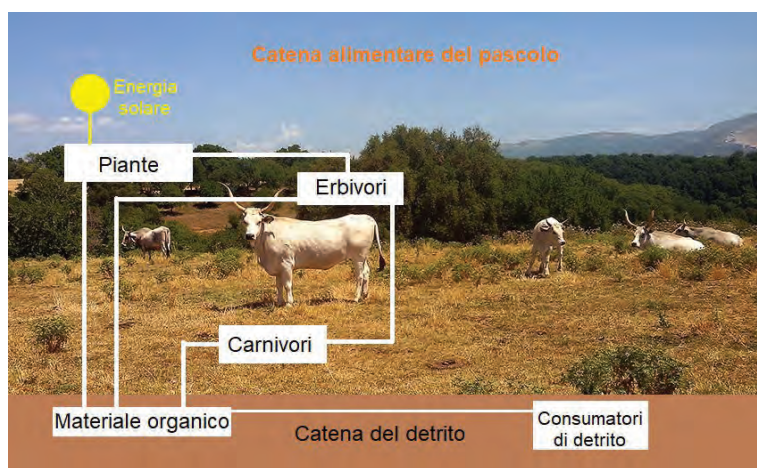 Catena alimentare del pascolo
Energia
solare
Piante
Erbivori
Carnivori
Materiale organico
Catena del detrito
Consumatori
di detrito